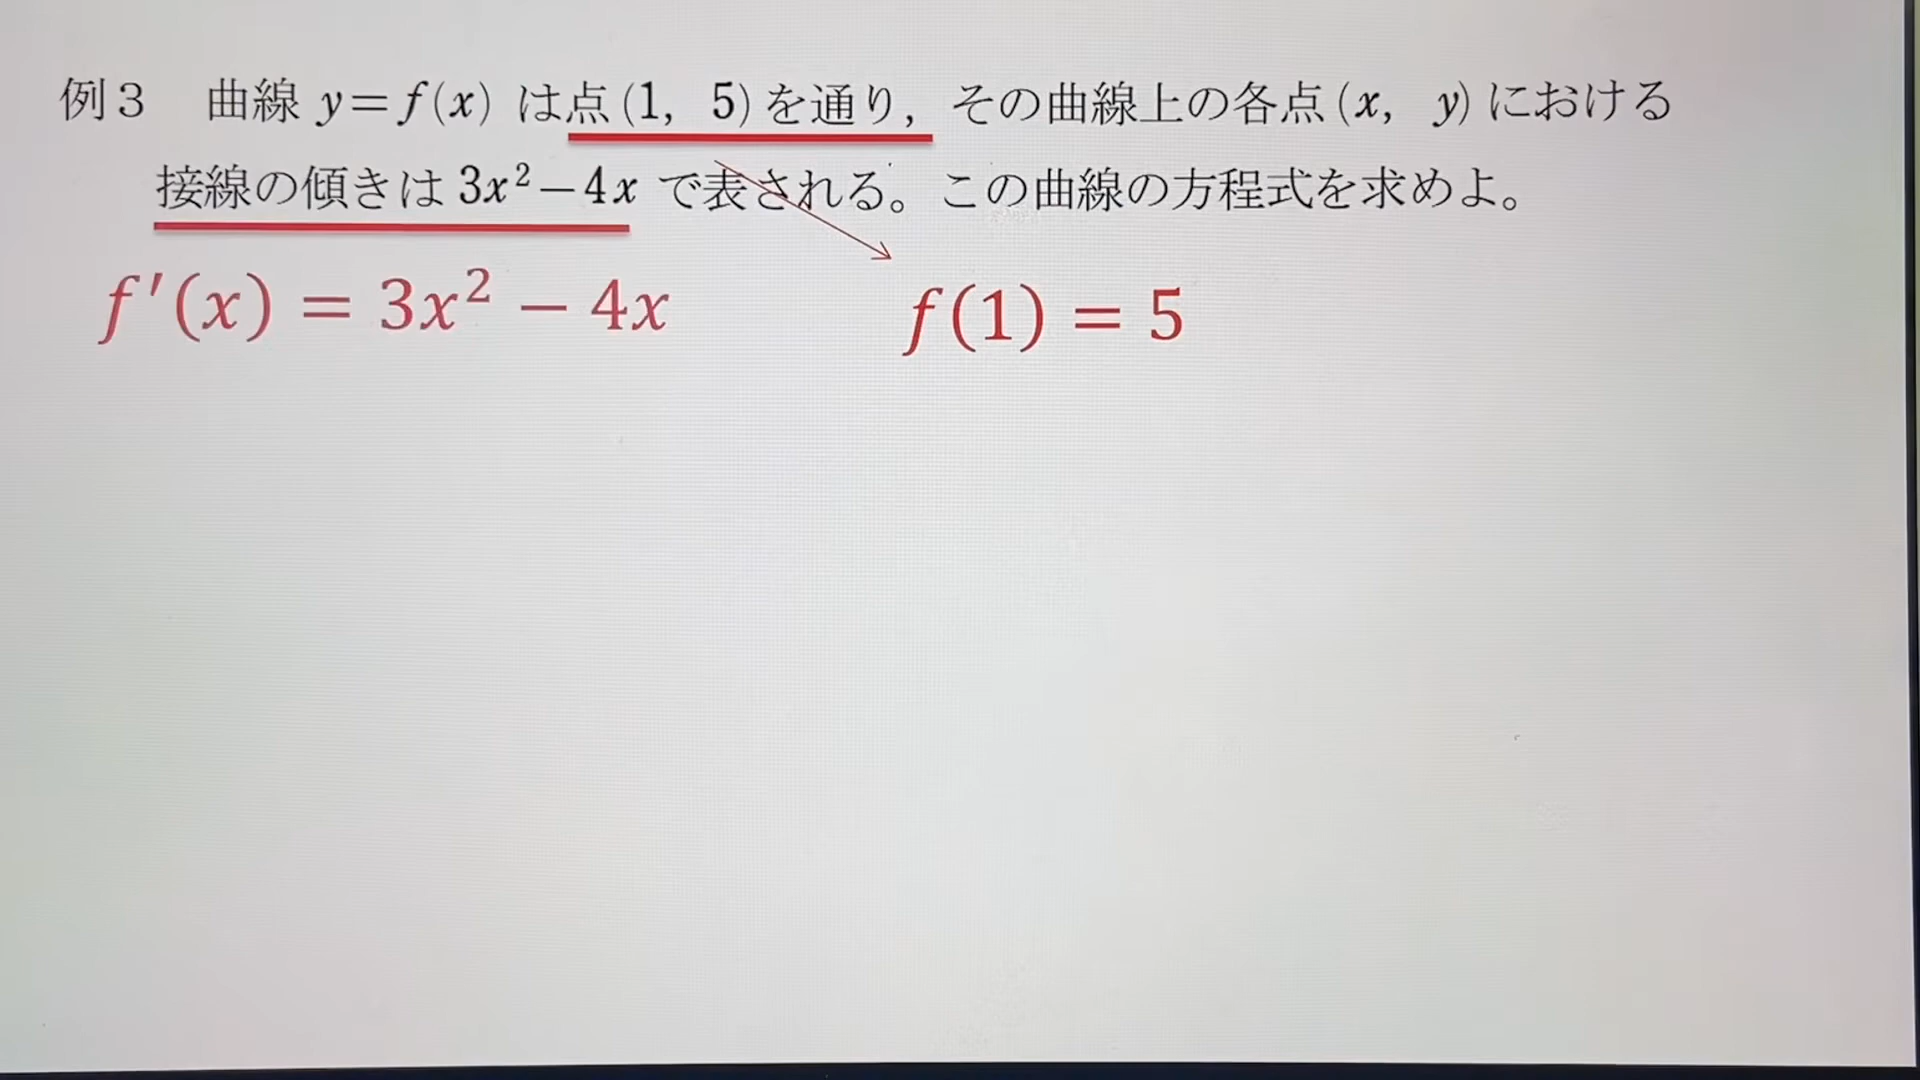 例３　曲線 y=f(x) は点(1, 5)を通り，その曲線上の各点(x, y)における
接線の傾きは 3x²−4x で表される。この曲線の方程式を求めよ。
f′(x) = 3x² − 4x　f(1) = 5